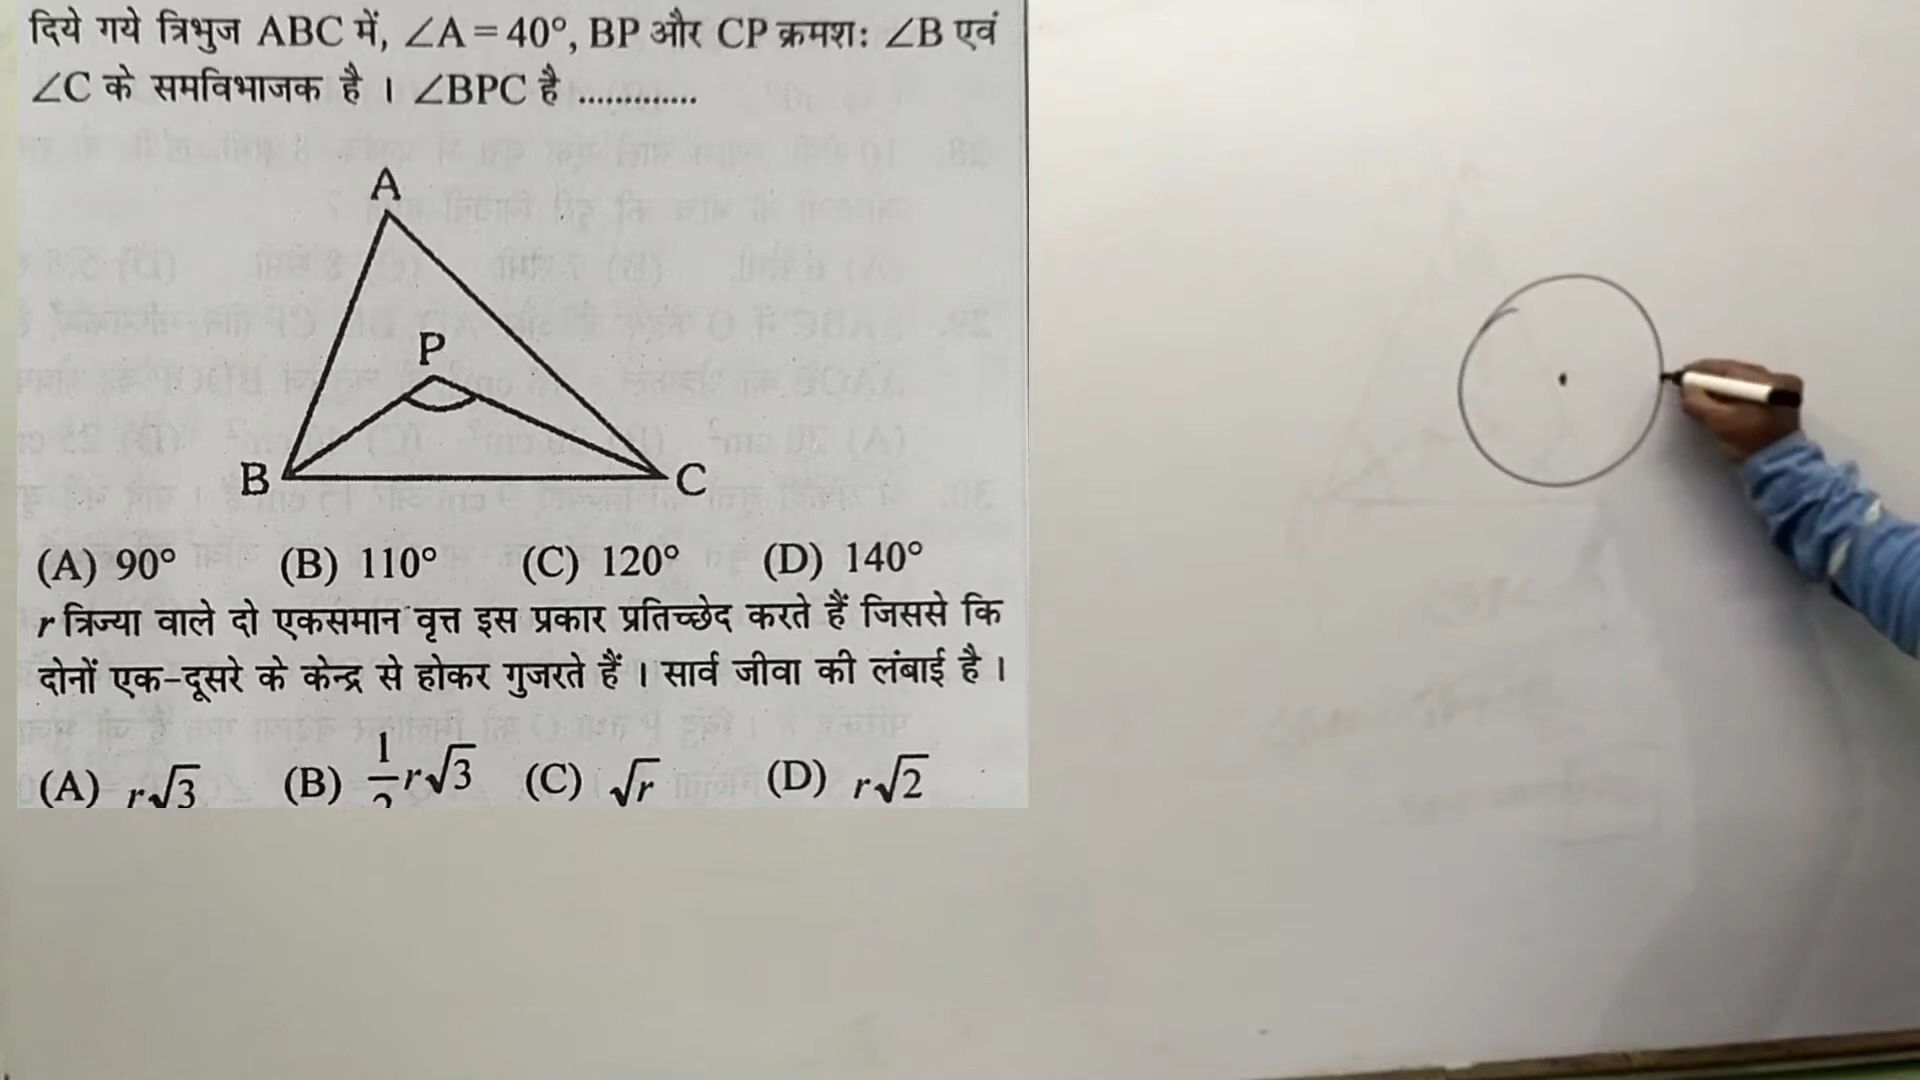 दिये गये त्रिभुज ABC में, ∠A = 40°, BP और CP क्रमशः ∠B एवं
∠C के समविभाजक है । ∠BPC है .............
A
P
B
C
(A) 90° (B) 110° (C) 120° (D) 140°
r त्रिज्या वाले दो एकसमान वृत्त इस प्रकार प्रतिच्छेद करते हैं जिससे कि
दोनों एक-दूसरे के केन्द्र से होकर गुजरते हैं । सार्व जीवा की लंबाई है ।
(A) r√3 (B) 1/2 r√3 (C) √r (D) r√2